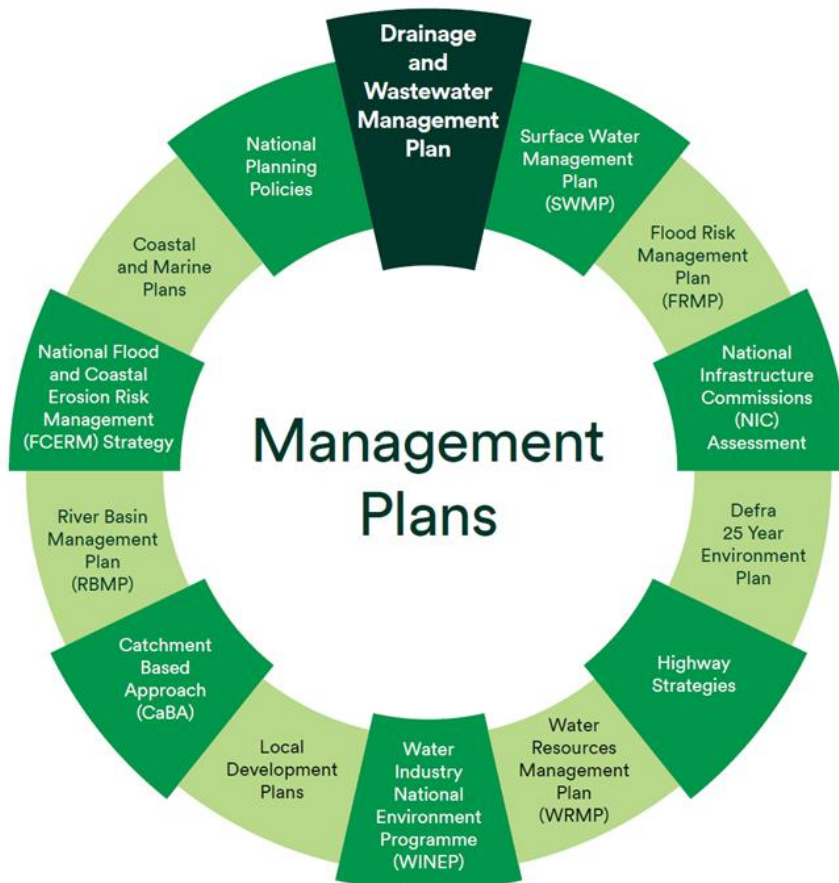 Drainage
and
Wastewater
Management
Plan
Surface Water
Management
Plan
(SWMP)
Flood Risk
Management
Plan
(FRMP)
National
Infrastructure
Commissions
(NIC)
Assessment
Defra
25 Year
Environment
Plan
Highway
Strategies
Water
Resources
Management
Plan
(WRMP)
Water
Industry
National
Environment
Programme
(WINEP)
Local
Development
Plans
Catchment
Based
Approach
(CaBA)
River Basin
Management
Plan
(RBMP)
National Flood
and Coastal
Erosion Risk
Management
(FCERM) Strategy
Coastal
and Marine
Plans
National
Planning
Policies
Management
Plans